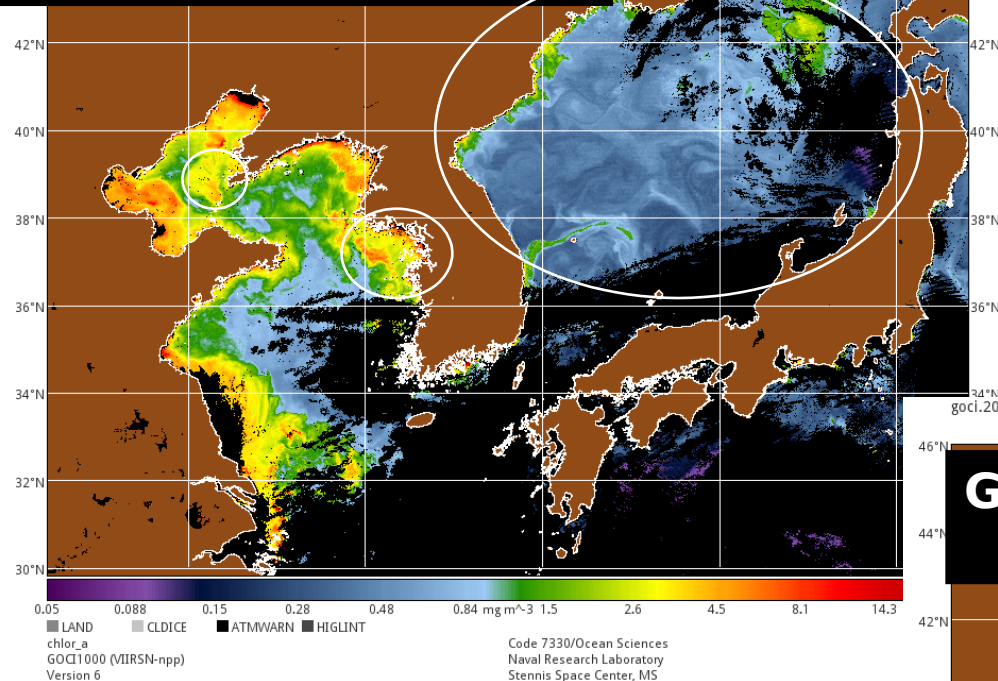 42°N
42°N
40°N
40°N
38°N
38°N
36°N
36°N
34°N
34°N
goci.20
32°N
46°N
G
44°N
30°N
0.05 0.088 0.15 0.28 0.48 0.84 mg m^-3 1.5 2.6 4.5 8.1 14.3
LAND CLDICE ATMWARN HIGLINT
42°N
chlor_a
GOCI1000 (VIIRSN-npp)
Version 6
Code 7330/Ocean Sciences
Naval Research Laboratory
Stennis Space Center, MS